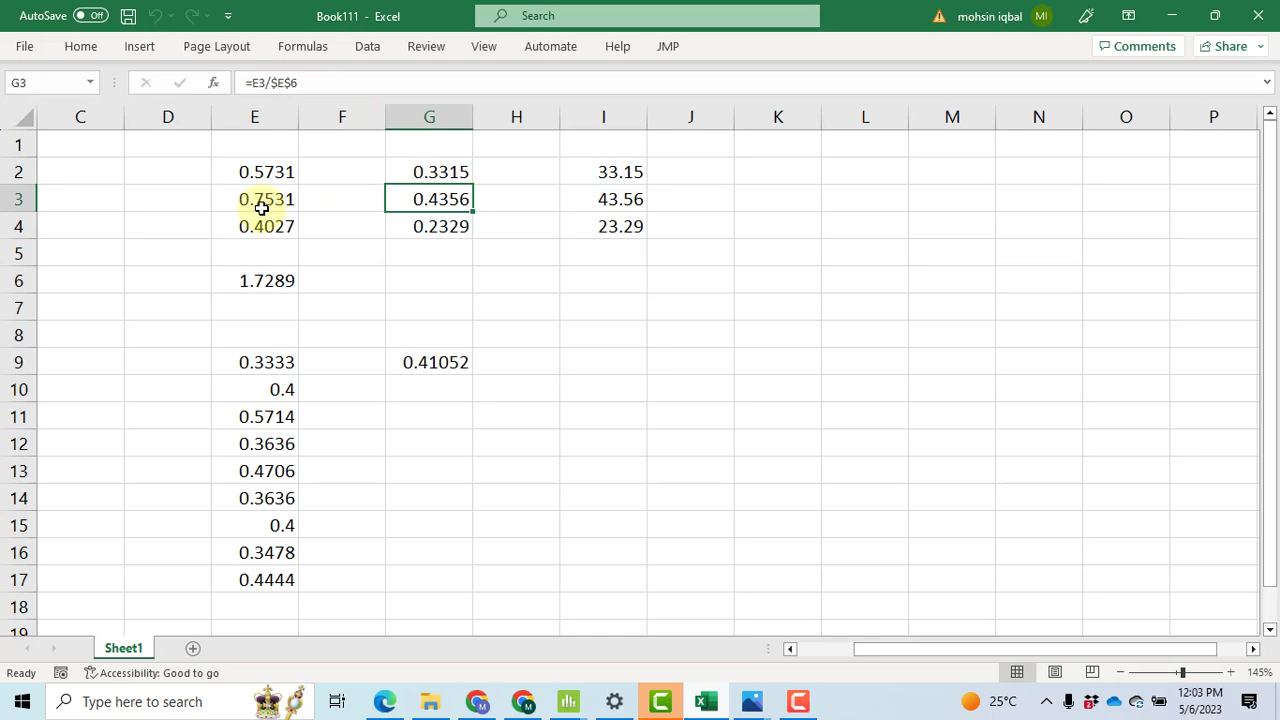 AutoSave Off Book111 - Excel Search mohsin iqbal MI
File Home Insert Page Layout Formulas Data Review View Automate Help JMP Comments Share
G3 fx =E3/$E$6
C D E F G H I J K L M N O P
1
2 0.5731 0.3315 33.15
3 0.7531 0.4356 43.56
4 0.4027 0.2329 23.29
5
6 1.7289
7
8
9 0.3333 0.41052
10 0.4
11 0.5714
12 0.3636
13 0.4706
14 0.3636
15 0.4
16 0.3478
17 0.4444
18
19
Sheet1
Ready Accessibility: Good to go 145%
Type here to search 25°C 12:03 PM
5/6/2023